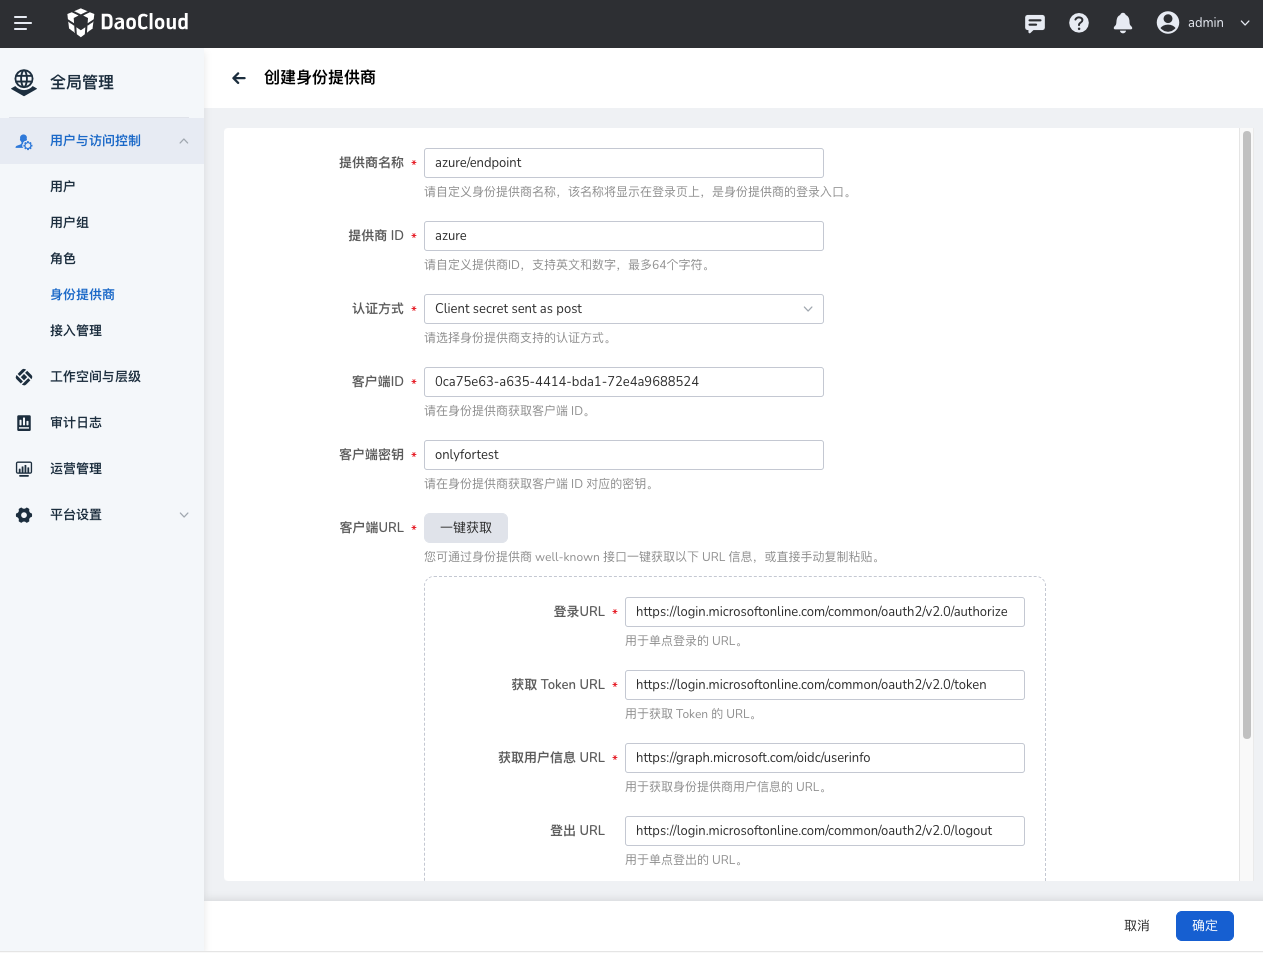 DaoCloud
admin
全局管理
用户与访问控制
用户
用户组
角色
身份提供商
接入管理
工作空间与层级
审计日志
运营管理
平台设置
创建身份提供商
提供商名称 * azure/endpoint
请自定义身份提供商名称，该名称将显示在登录页上，是身份提供商的登录入口。
提供商 ID * azure
请自定义提供商ID，支持英文和数字，最多64个字符。
认证方式 * Client secret sent as post
请选择身份提供商支持的认证方式。
客户端ID * 0ca75e63-a635-4414-bda1-72e4a9688524
请在身份提供商获取客户端 ID。
客户端密钥 * onlyfortest
请在身份提供商获取客户端 ID 对应的密钥。
客户端URL * 一键获取
您可通过身份提供商 well-known 接口一键获取以下 URL 信息，或直接手动复制粘贴。
登录URL * https://login.microsoftonline.com/common/oauth2/v2.0/authorize
用于单点登录的 URL。
获取 Token URL * https://login.microsoftonline.com/common/oauth2/v2.0/token
用于获取 Token 的 URL。
获取用户信息 URL * https://graph.microsoft.com/oidc/userinfo
用于获取身份提供商用户信息的 URL。
登出 URL https://login.microsoftonline.com/common/oauth2/v2.0/logout
用于单点登出的 URL。
取消 确定